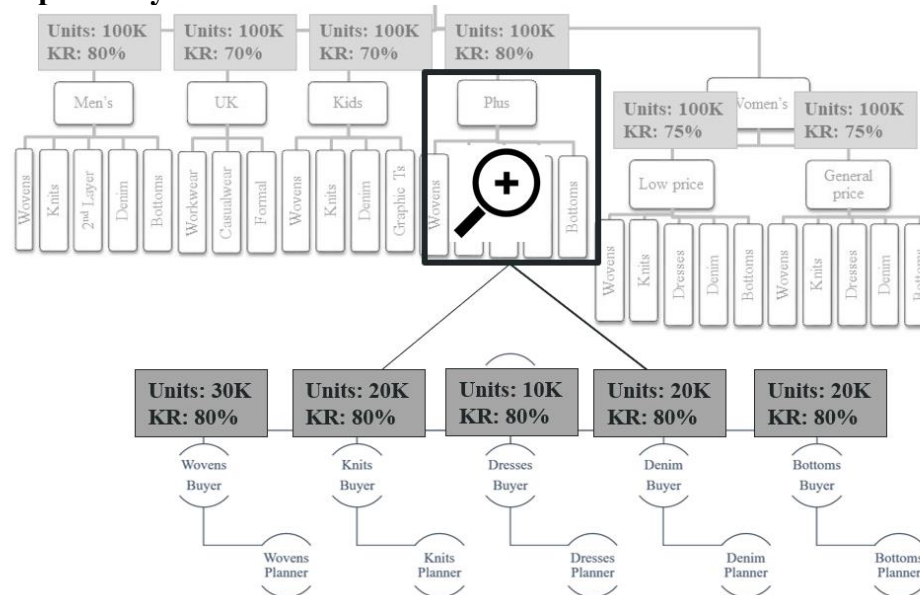 Units: 100K
KR: 80%
Units: 100K
KR: 70%
Units: 100K
KR: 70%
Units: 100K
KR: 80%
Men's
UK
Kids
Plus
Women's
Units: 100K
KR: 75%
Units: 100K
KR: 75%
Low price
General
price
Wovens
Knits
2nd Layer
Denim
Bottoms
Workwear
Casualwear
Formal
Wovens
Knits
Denim
Graphic Ts
Wovens
Bottoms
Wovens
Knits
Dresses
Denim
Bottoms
Wovens
Knits
Dresses
Denim
Units: 30K
KR: 80%
Units: 20K
KR: 80%
Units: 10K
KR: 80%
Units: 20K
KR: 80%
Units: 20K
KR: 80%
Wovens
Buyer
Knits
Buyer
Dresses
Buyer
Denim
Buyer
Bottoms
Buyer
Wovens
Planner
Knits
Planner
Dresses
Planner
Denim
Planner
Bottoms
Planner